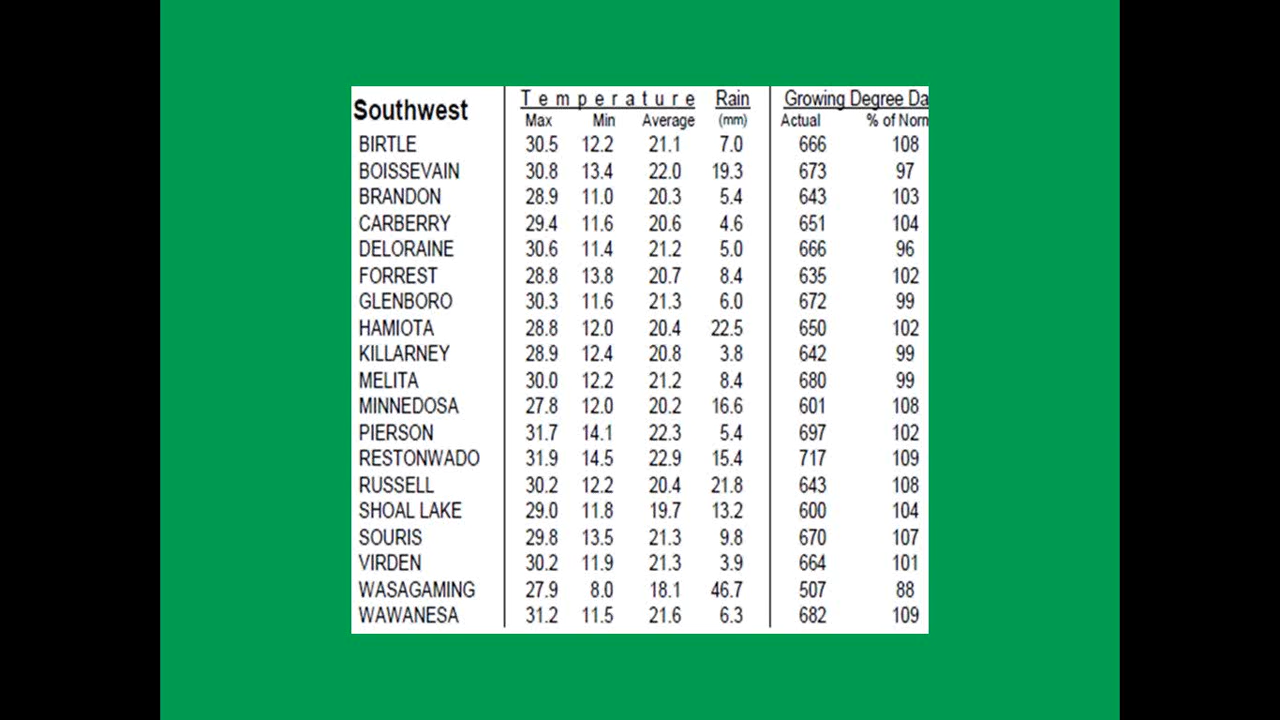 Southwest Temperature Rain Growing Degree Da
Max Min Average (mm) Actual % of Norn
BIRTLE 30.5 12.2 21.1 7.0 666 108
BOISSEVAIN 30.8 13.4 22.0 19.3 673 97
BRANDON 28.9 11.0 20.3 5.4 643 103
CARBERRY 29.4 11.6 20.6 4.6 651 104
DELORAINE 30.6 11.4 21.2 5.0 666 96
FORREST 28.8 13.8 20.7 8.4 635 102
GLENBORO 30.3 11.6 21.3 6.0 672 99
HAMIOTA 28.8 12.0 20.4 22.5 650 102
KILLARNEY 28.9 12.4 20.8 3.8 642 99
MELITA 30.0 12.2 21.2 8.4 680 99
MINNEDOSA 27.8 12.0 20.2 16.6 601 108
PIERSON 31.7 14.1 22.3 5.4 697 102
RESTONWADO 31.9 14.5 22.9 15.4 717 109
RUSSELL 30.2 12.2 20.4 21.8 643 108
SHOAL LAKE 29.0 11.8 19.7 13.2 600 104
SOURIS 29.8 13.5 21.3 9.8 670 107
VIRDEN 30.2 11.9 21.3 3.9 664 101
WASAGAMING 27.9 8.0 18.1 46.7 507 88
WAWANESA 31.2 11.5 21.6 6.3 682 109